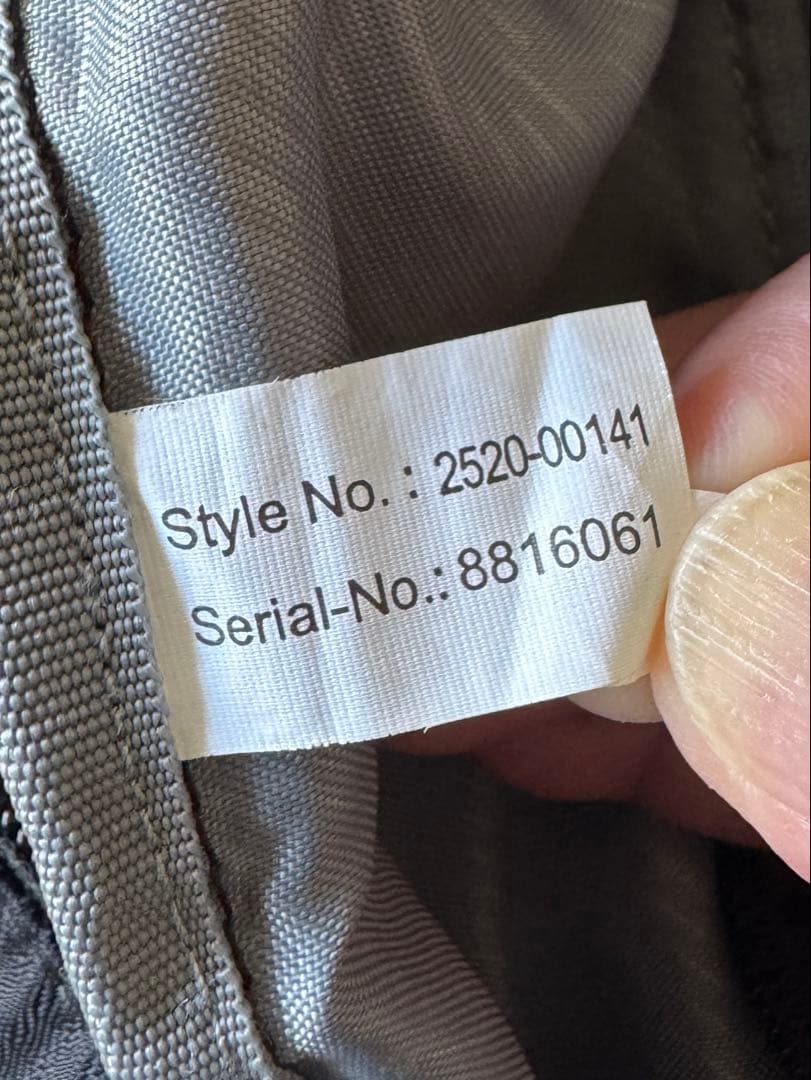 Style No. : 2520-00141
Serial-No.: 8816061